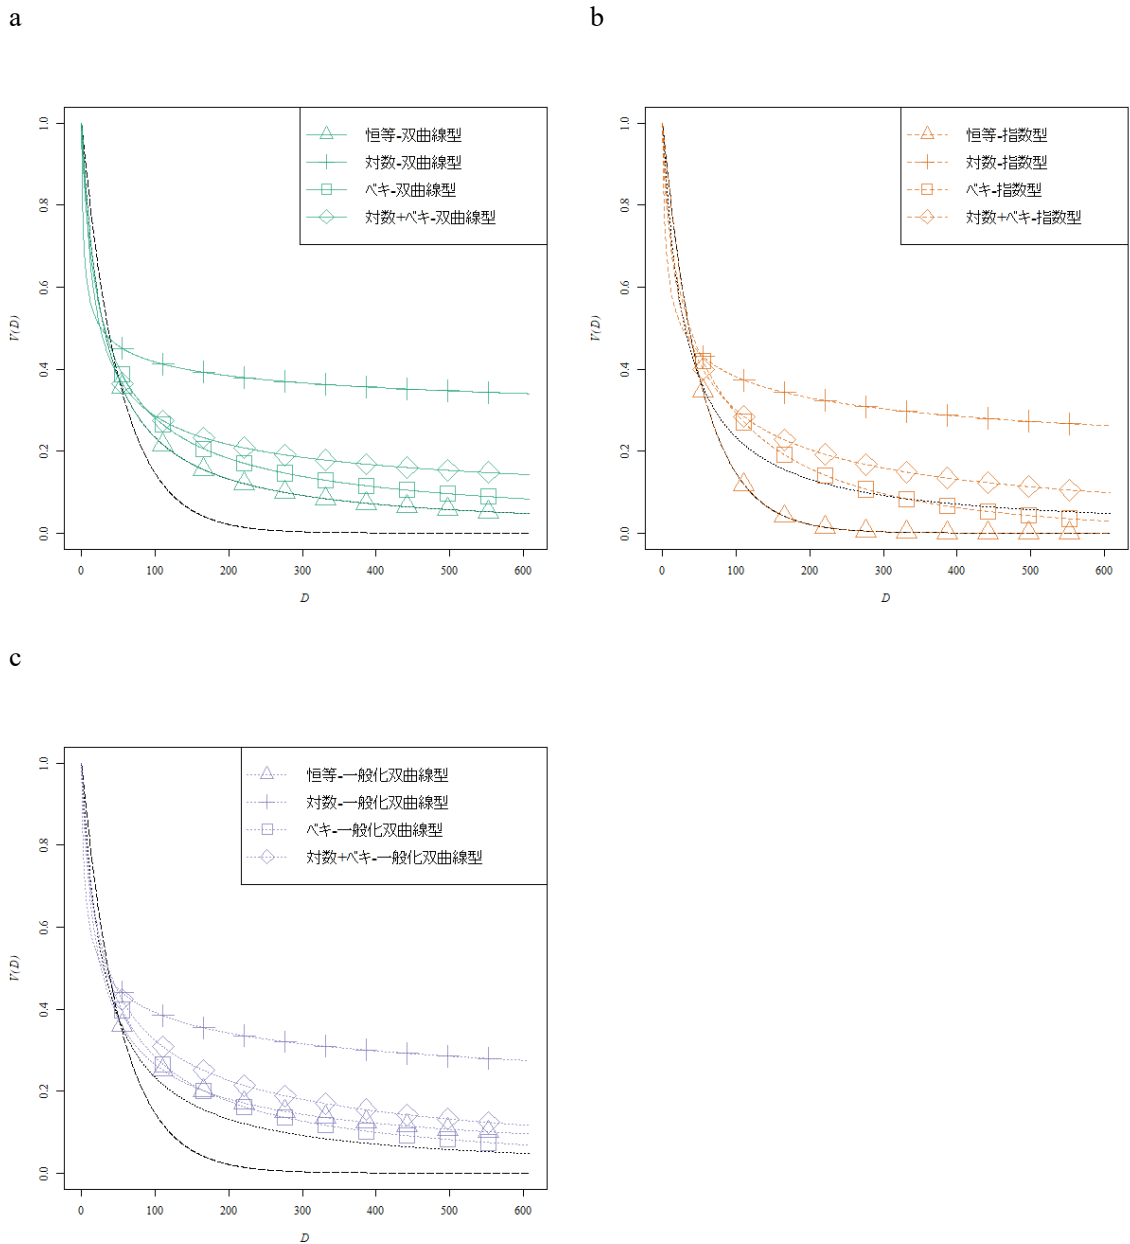 a
恒等-双曲線型
対数-双曲線型
ベキ-双曲線型
対数+ベキ-双曲線型
1.0
0.8
0.6
0.4
0.2
0.0
V(D)
0 100 200 300 400 500 600
D
b
恒等-指数型
対数-指数型
ベキ-指数型
対数+ベキ-指数型
1.0
0.8
0.6
0.4
0.2
0.0
V(D)
0 100 200 300 400 500 600
D
c
恒等-一般化双曲線型
対数-一般化双曲線型
ベキ-一般化双曲線型
対数+ベキ-一般化双曲線型
1.0
0.8
0.6
0.4
0.2
0.0
V(D)
0 100 200 300 400 500 600
D